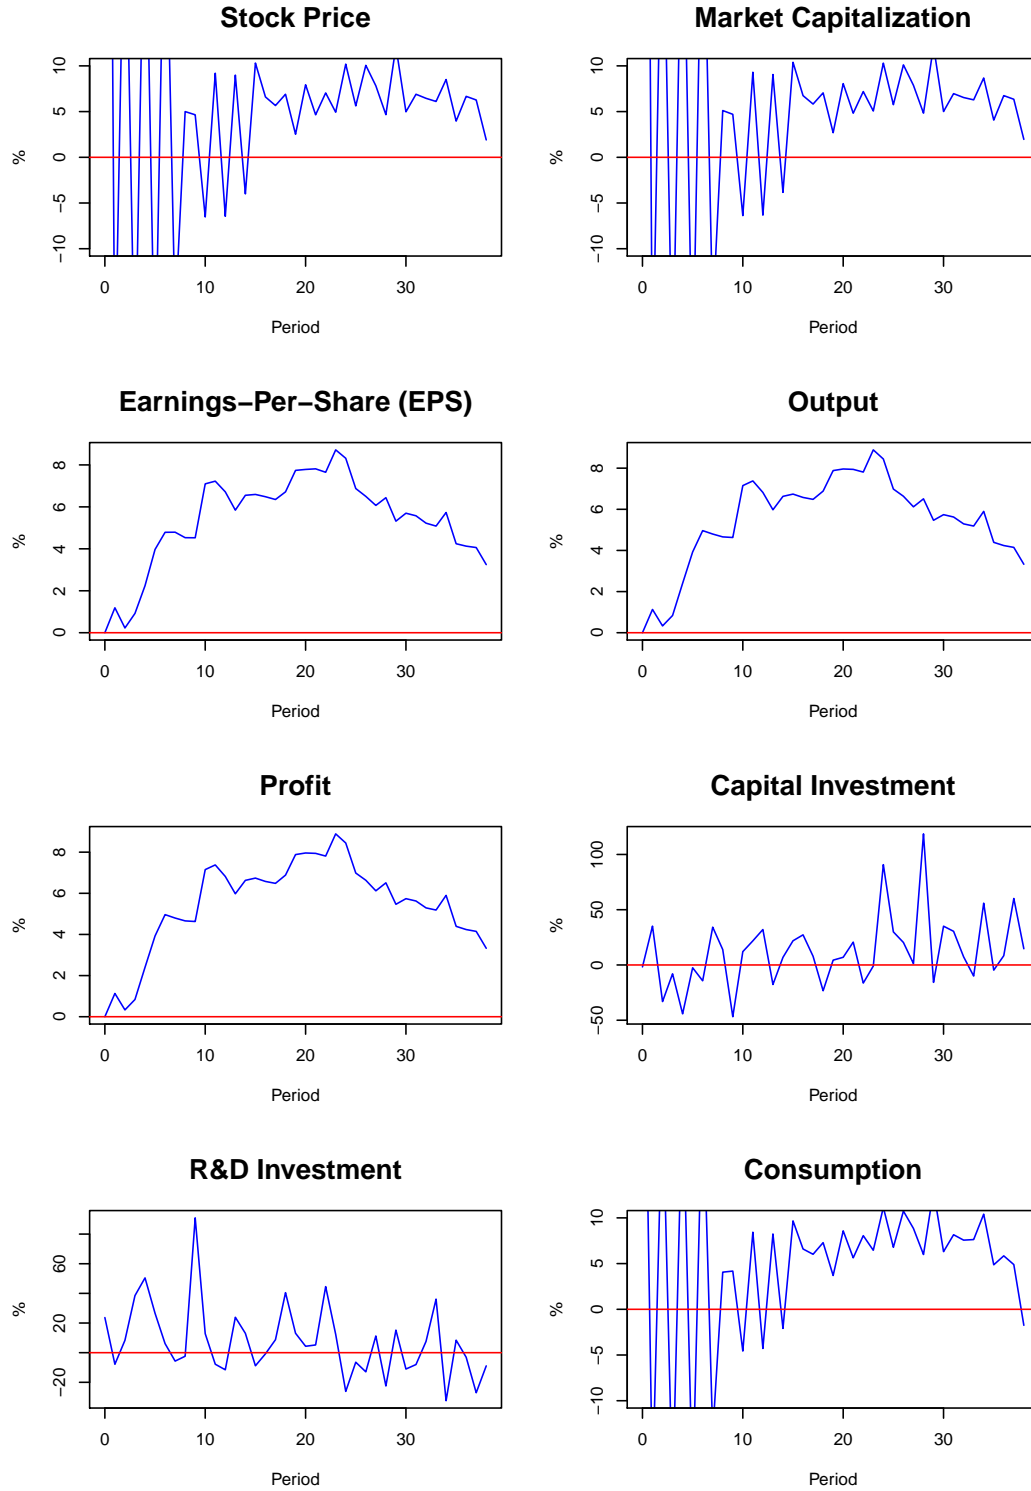 Stock Price
Market Capitalization
%
−10 −5 0 5 10
0 10 20 30
Period
%
−10 −5 0 5 10
0 10 20 30
Period
Earnings−Per−Share (EPS)
Output
%
0 2 4 6 8
0 10 20 30
Period
%
0 2 4 6 8
0 10 20 30
Period
Profit
Capital Investment
%
0 2 4 6 8
0 10 20 30
Period
%
−50 0 50 100
0 10 20 30
Period
R&D Investment
Consumption
%
−20 20 60
0 10 20 30
Period
%
−10 −5 0 5 10
0 10 20 30
Period